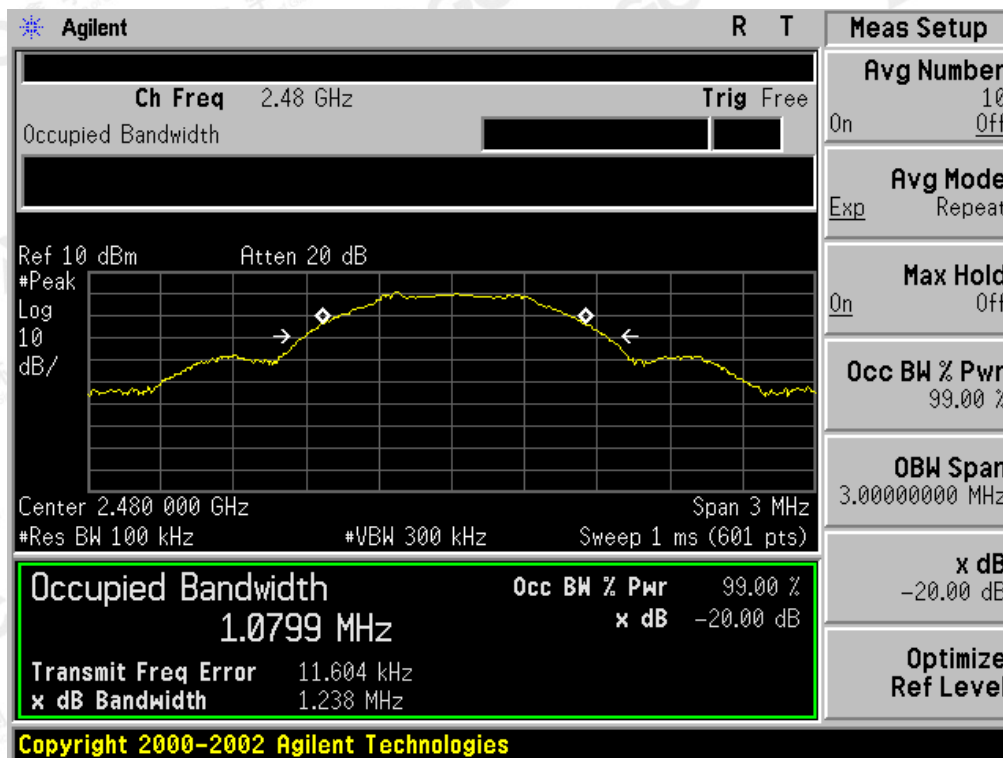 Agilent R T
Ch Freq 2.48 GHz Trig Free
Occupied Bandwidth
Ref 10 dBm Atten 20 dB
#Peak
Log
10
dB/
Center 2.480 000 GHz Span 3 MHz
#Res BW 100 kHz #VBW 300 kHz Sweep 1 ms (601 pts)
Occupied Bandwidth Occ BW % Pwr 99.00 %
1.0799 MHz x dB -20.00 dB
Transmit Freq Error 11.604 kHz
x dB Bandwidth 1.238 MHz
Copyright 2000-2002 Agilent Technologies
Meas Setup
Avg Number
10
On Off
Avg Mode
Exp Repeat
Max Hold
On Off
Occ BW % Pwr
99.00 %
OBW Span
3.00000000 MHz
x dB
-20.00 dB
Optimize
Ref Level